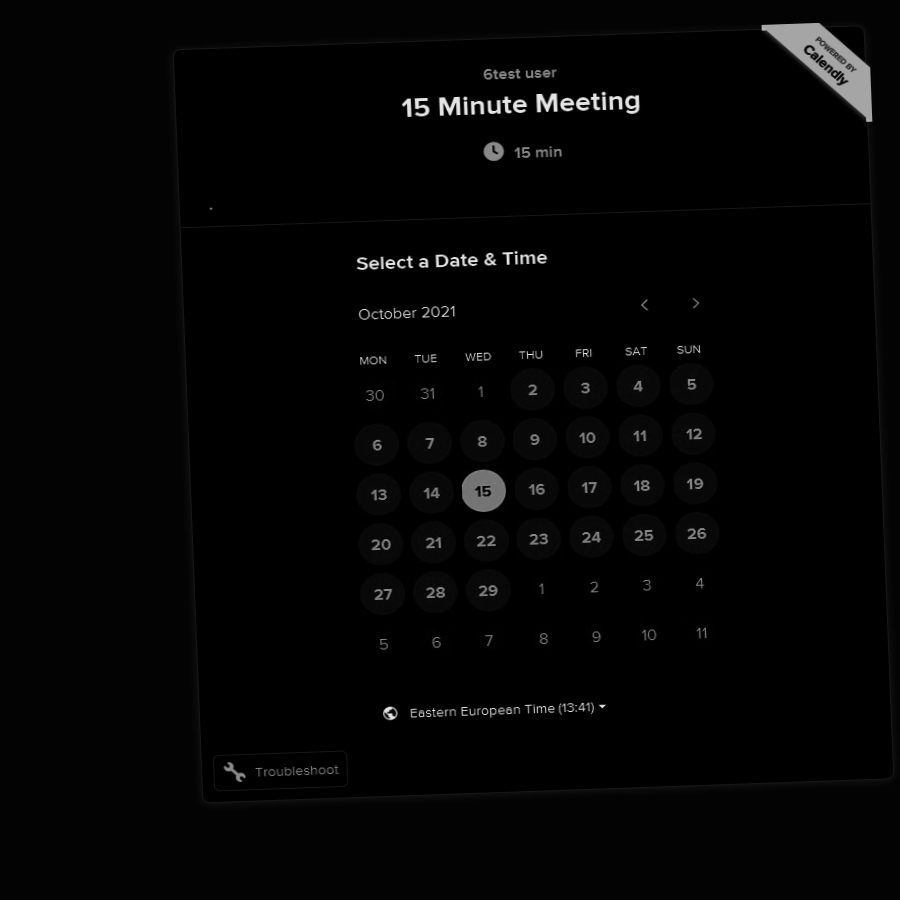 POWERED BY
Calendly
6test user
15 Minute Meeting
15 min
Select a Date & Time
October 2021
MON TUE WED THU FRI SAT SUN
30 31 1 2 3 4 5
6 7 8 9 10 11 12
13 14 15 16 17 18 19
20 21 22 23 24 25 26
27 28 29 1 2 3 4
5 6 7 8 9 10 11
Eastern European Time (13:41)
Troubleshoot